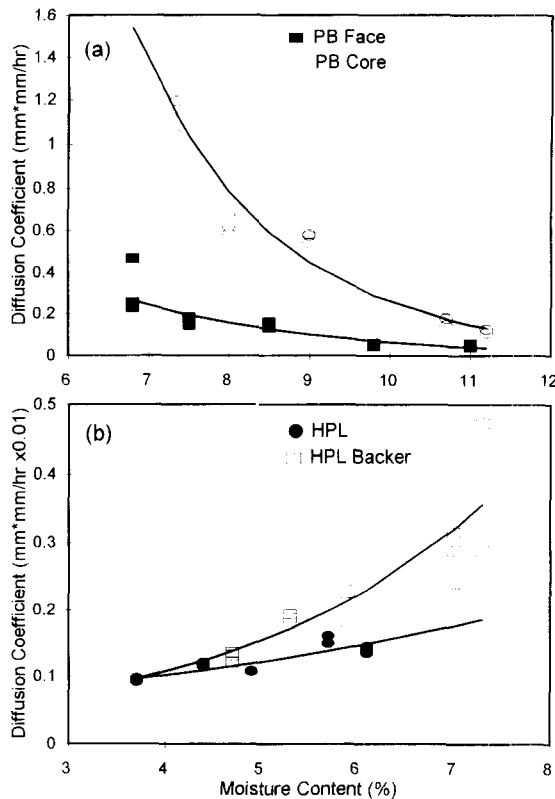 (a)
PB Face
PB Core
Diffusion Coefficient (mm*mm/hr)
1.6
1.4
1.2
1
0.8
0.6
0.4
0.2
0
6 7 8 9 10 11 12
(b)
HPL
HPL Backer
Diffusion Coefficient (mm*mm/hr x0.01)
0.5
0.4
0.3
0.2
0.1
0
3 4 5 6 7 8
Moisture Content (%)